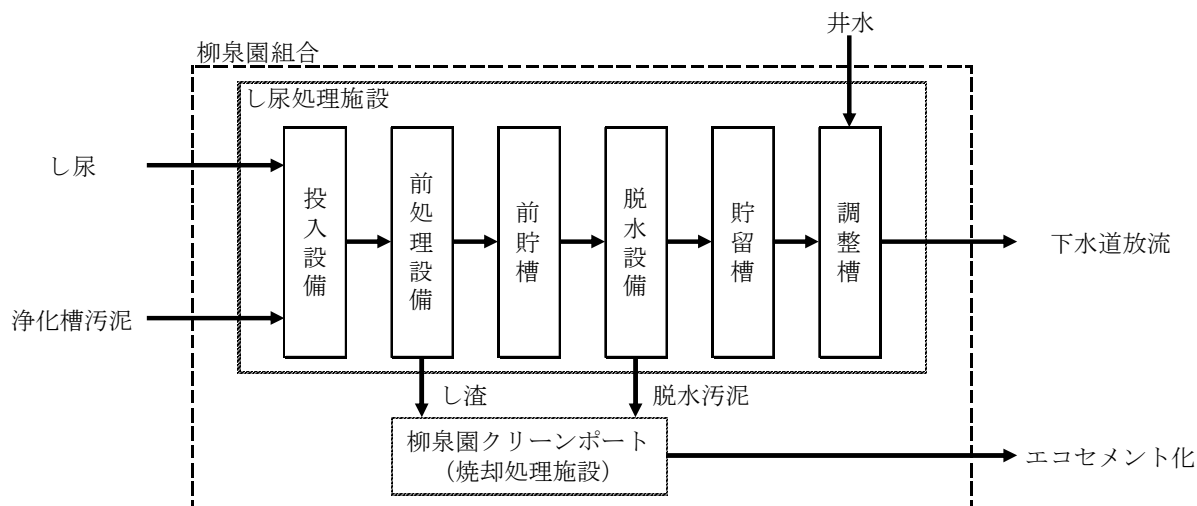 井水
柳泉園組合
し尿処理施設
し尿
浄化槽汚泥
投入設備
前処理設備
前貯槽
脱水設備
貯留槽
調整槽
下水道放流
し渣
脱水汚泥
柳泉園クリーンポート
（焼却処理施設）
エコセメント化